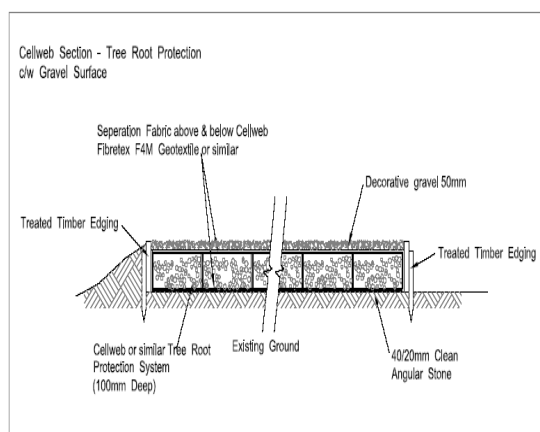 Cellweb Section - Tree Root Protection
c/w Gravel Surface
Seperation Fabric above & below Cellweb
Fibretex F4M Geotextile or similar
Decorative gravel 50mm
Treated Timber Edging
Treated Timber Edging
Cellweb or similar Tree Root
Protection System
(100mm Deep)
Existing Ground
40/20mm Clean
Angular Stone